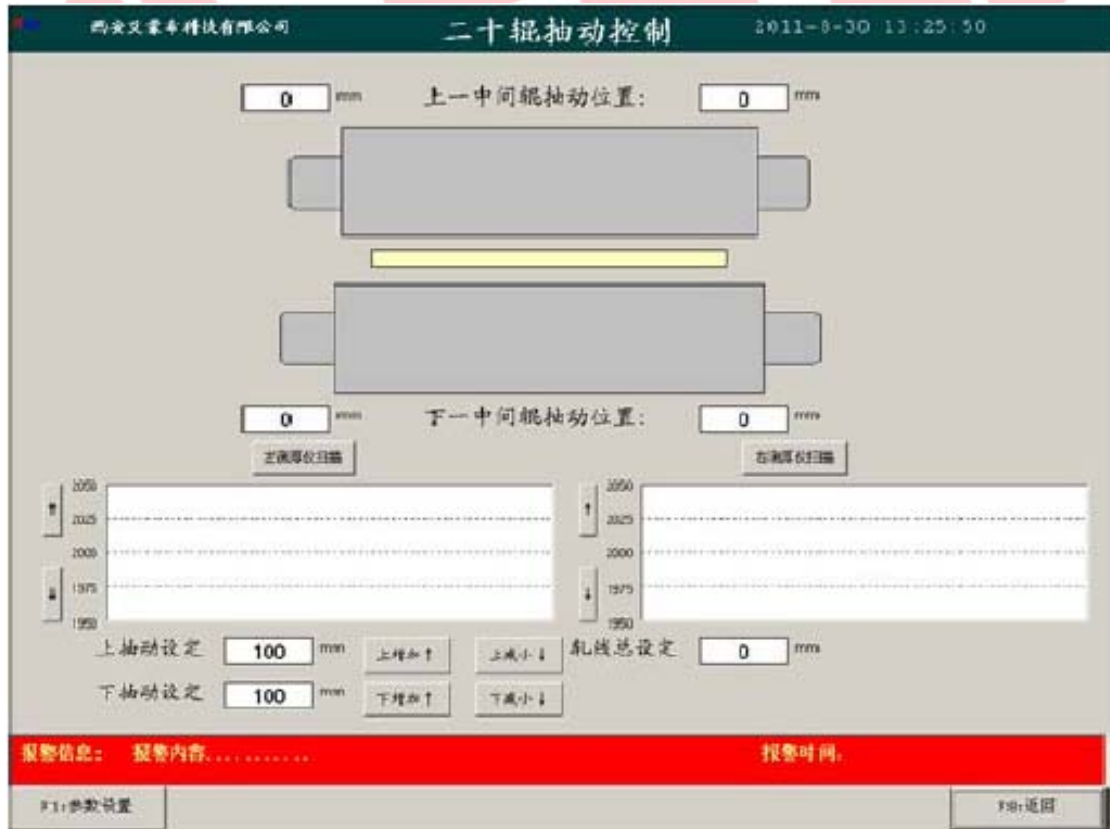 西安艾蒙希科技有限公司 二十辊抽动控制 2011-8-30 13:25:50
0 mm 上一中间辊抽动位置: 0 mm
0 mm 下一中间辊抽动位置: 0 mm
左测厚仪扫描 右测厚仪扫描
↑ 2050 ↑ 2050
2025 2025
2000 2000
↓ 1975 ↓ 1975
1950 1950
上抽动设定 100 mm 上增加↑ 上减小↓ 轧线总设定 0 mm
下抽动设定 100 mm 下增加↑ 下减小↓
报警信息: 报警内容........... 报警时间:
F1:参数设置 返回